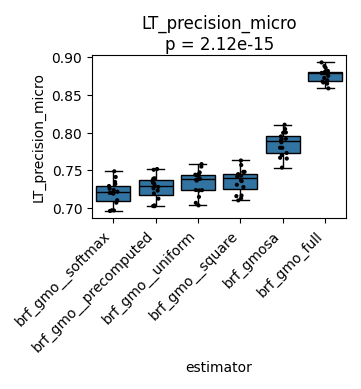 LT_precision_micro
p = 2.12e-15
LT_precision_micro
0.90
0.85
0.80
0.75
0.70
brf_gmo__softmax
brf_gmo__precomputed
brf_gmo__uniform
brf_gmo__square
brf_gmosa
brf_gmo_full
estimator